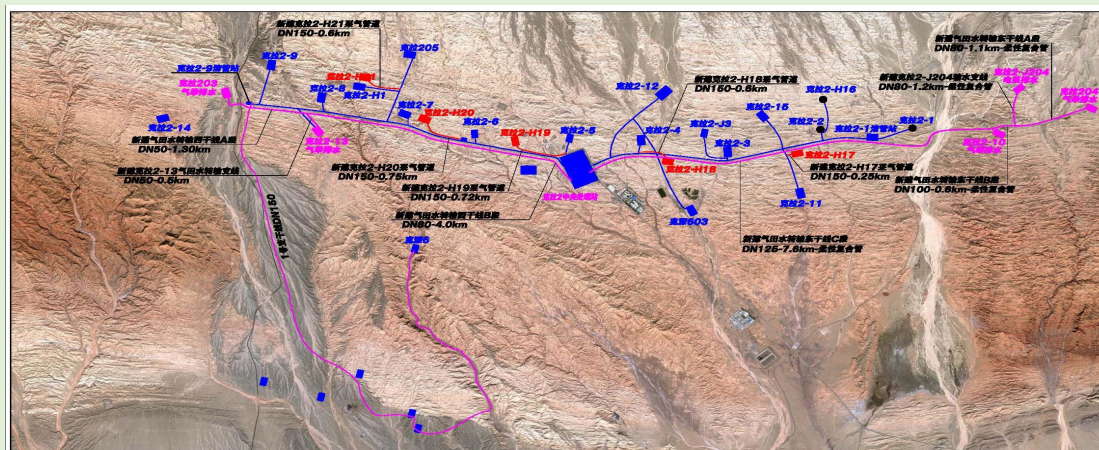 新建克拉2-H21采气管道
DN150-0.6km
克拉2-9清管站
克拉2-9
克拉205
克拉203
气举排水
克拉2-8
克拉2-H1
克拉2-7
克拉2-H20
克拉2-6
克拉2-H19
克拉2-5
克拉2-14
克拉2-13
气举排水
新建气田水转输西干线A段
DN50-1.30km
新建克拉2-13气田水转输支线
DN80-0.5km
新建克拉2-H20采气管道
DN150-0.75km
新建克拉2-H19采气管道
DN150-0.72km
新建气田水转输西干线B段
DN80-4.0km
克拉2中央处理站
克深6
克拉2-12
新建克拉2-H18采气管道
DN150-0.6km
克拉2-4
克拉2-J3
克拉2-3
克拉2-H18
克深603
克拉2-15
克拉2-H16
克拉2-2
克拉2-1清管站
克拉2-1
克拉2-H17
新建克拉2-H17采气管道
DN150-0.25km
克拉2-11
新建气田水转输东干线C段
DN125-7.6km-柔性复合管
新建气田水转输东干线B段
DN100-0.6km-柔性复合管
新建气田水转输东干线A段
DN80-1.1km-柔性复合管
新建克拉2-J204输水支线
DN80-1.2km-柔性复合管
克拉2-J204
克拉204
克拉2-10